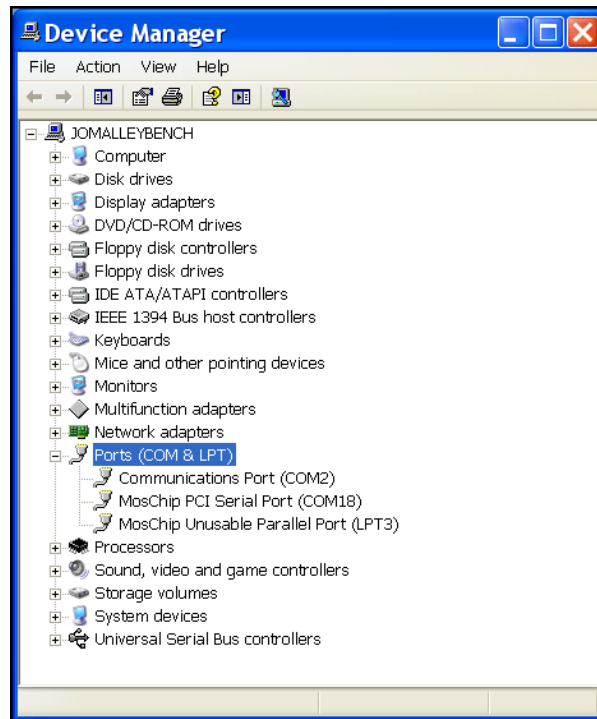 Device Manager
File Action View Help
JOMALLEYBENCH
Computer
Disk drives
Display adapters
DVD/CD-ROM drives
Floppy disk controllers
Floppy disk drives
IDE ATA/ATAPI controllers
IEEE 1394 Bus host controllers
Keyboards
Mice and other pointing devices
Monitors
Multifunction adapters
Network adapters
Ports (COM & LPT)
Communications Port (COM2)
MosChip PCI Serial Port (COM18)
MosChip Unusable Parallel Port (LPT3)
Processors
Sound, video and game controllers
Storage volumes
System devices
Universal Serial Bus controllers